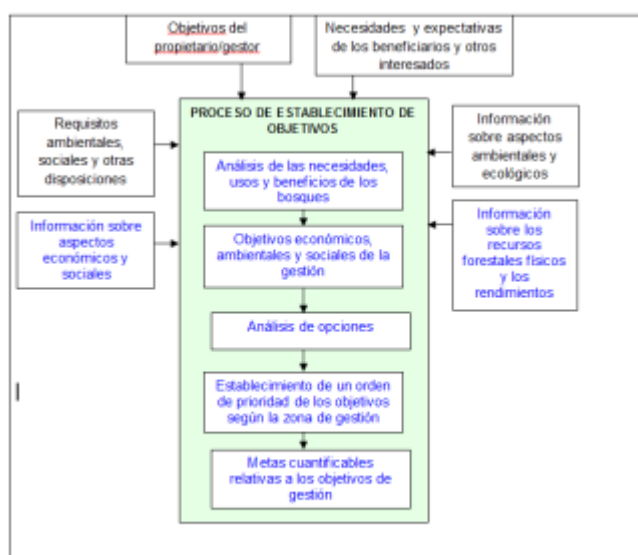 Objetivos del
propietario/gestor
Necesidades y expectativas
de los beneficiarios y otros
interesados
PROCESO DE ESTABLECIMIENTO DE
OBJETIVOS
Requisitos
ambientales,
sociales y otras
disposiciones
Información
sobre aspectos
ambientales y
ecológicos
Análisis de las necesidades,
usos y beneficios de los
bosques
Información sobre
aspectos
económicos y
sociales
Información
sobre los
recursos
forestales físicos
y los
rendimientos
Objetivos económicos,
ambientales y sociales de la
gestión
Análisis de opciones
Establecimiento de un orden
de prioridad de los objetivos
según la zona de gestión
Metas cuantificables
relativas a los objetivos de
gestión